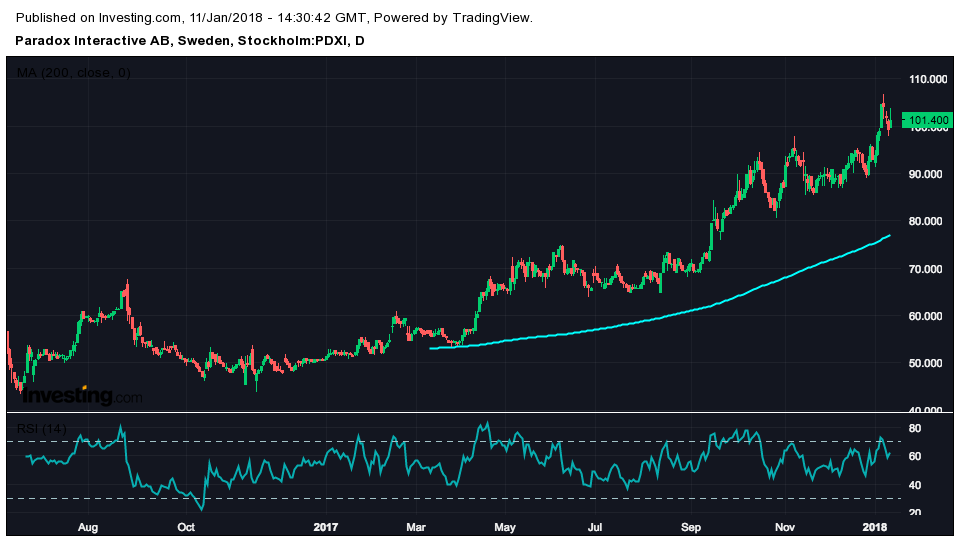 Published on Investing.com, 11/Jan/2018 - 14:30:42 GMT, Powered by TradingView.
Paradox Interactive AB, Sweden, Stockholm:PDXI, D
MA (200, close, 0)
110.000
101.400
100.000
90.000
80.000
70.000
60.000
50.000
Investing.com
40.000
RSI (14)
80
60
40
20
Aug Oct 2017 Mar May Jul Sep Nov 2018